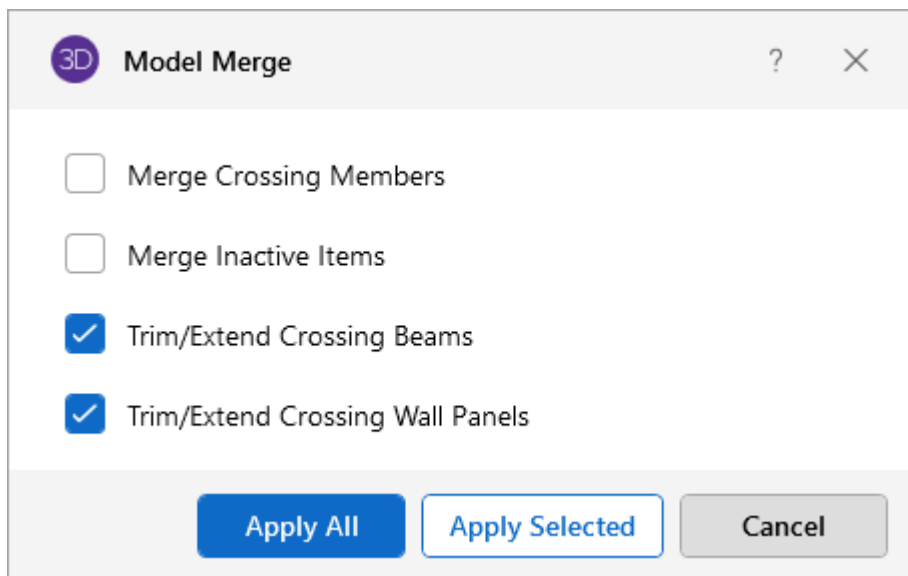 3D Model Merge ?
Merge Crossing Members
Merge Inactive Items
Trim/Extend Crossing Beams
Trim/Extend Crossing Wall Panels
Apply All Apply Selected Cancel